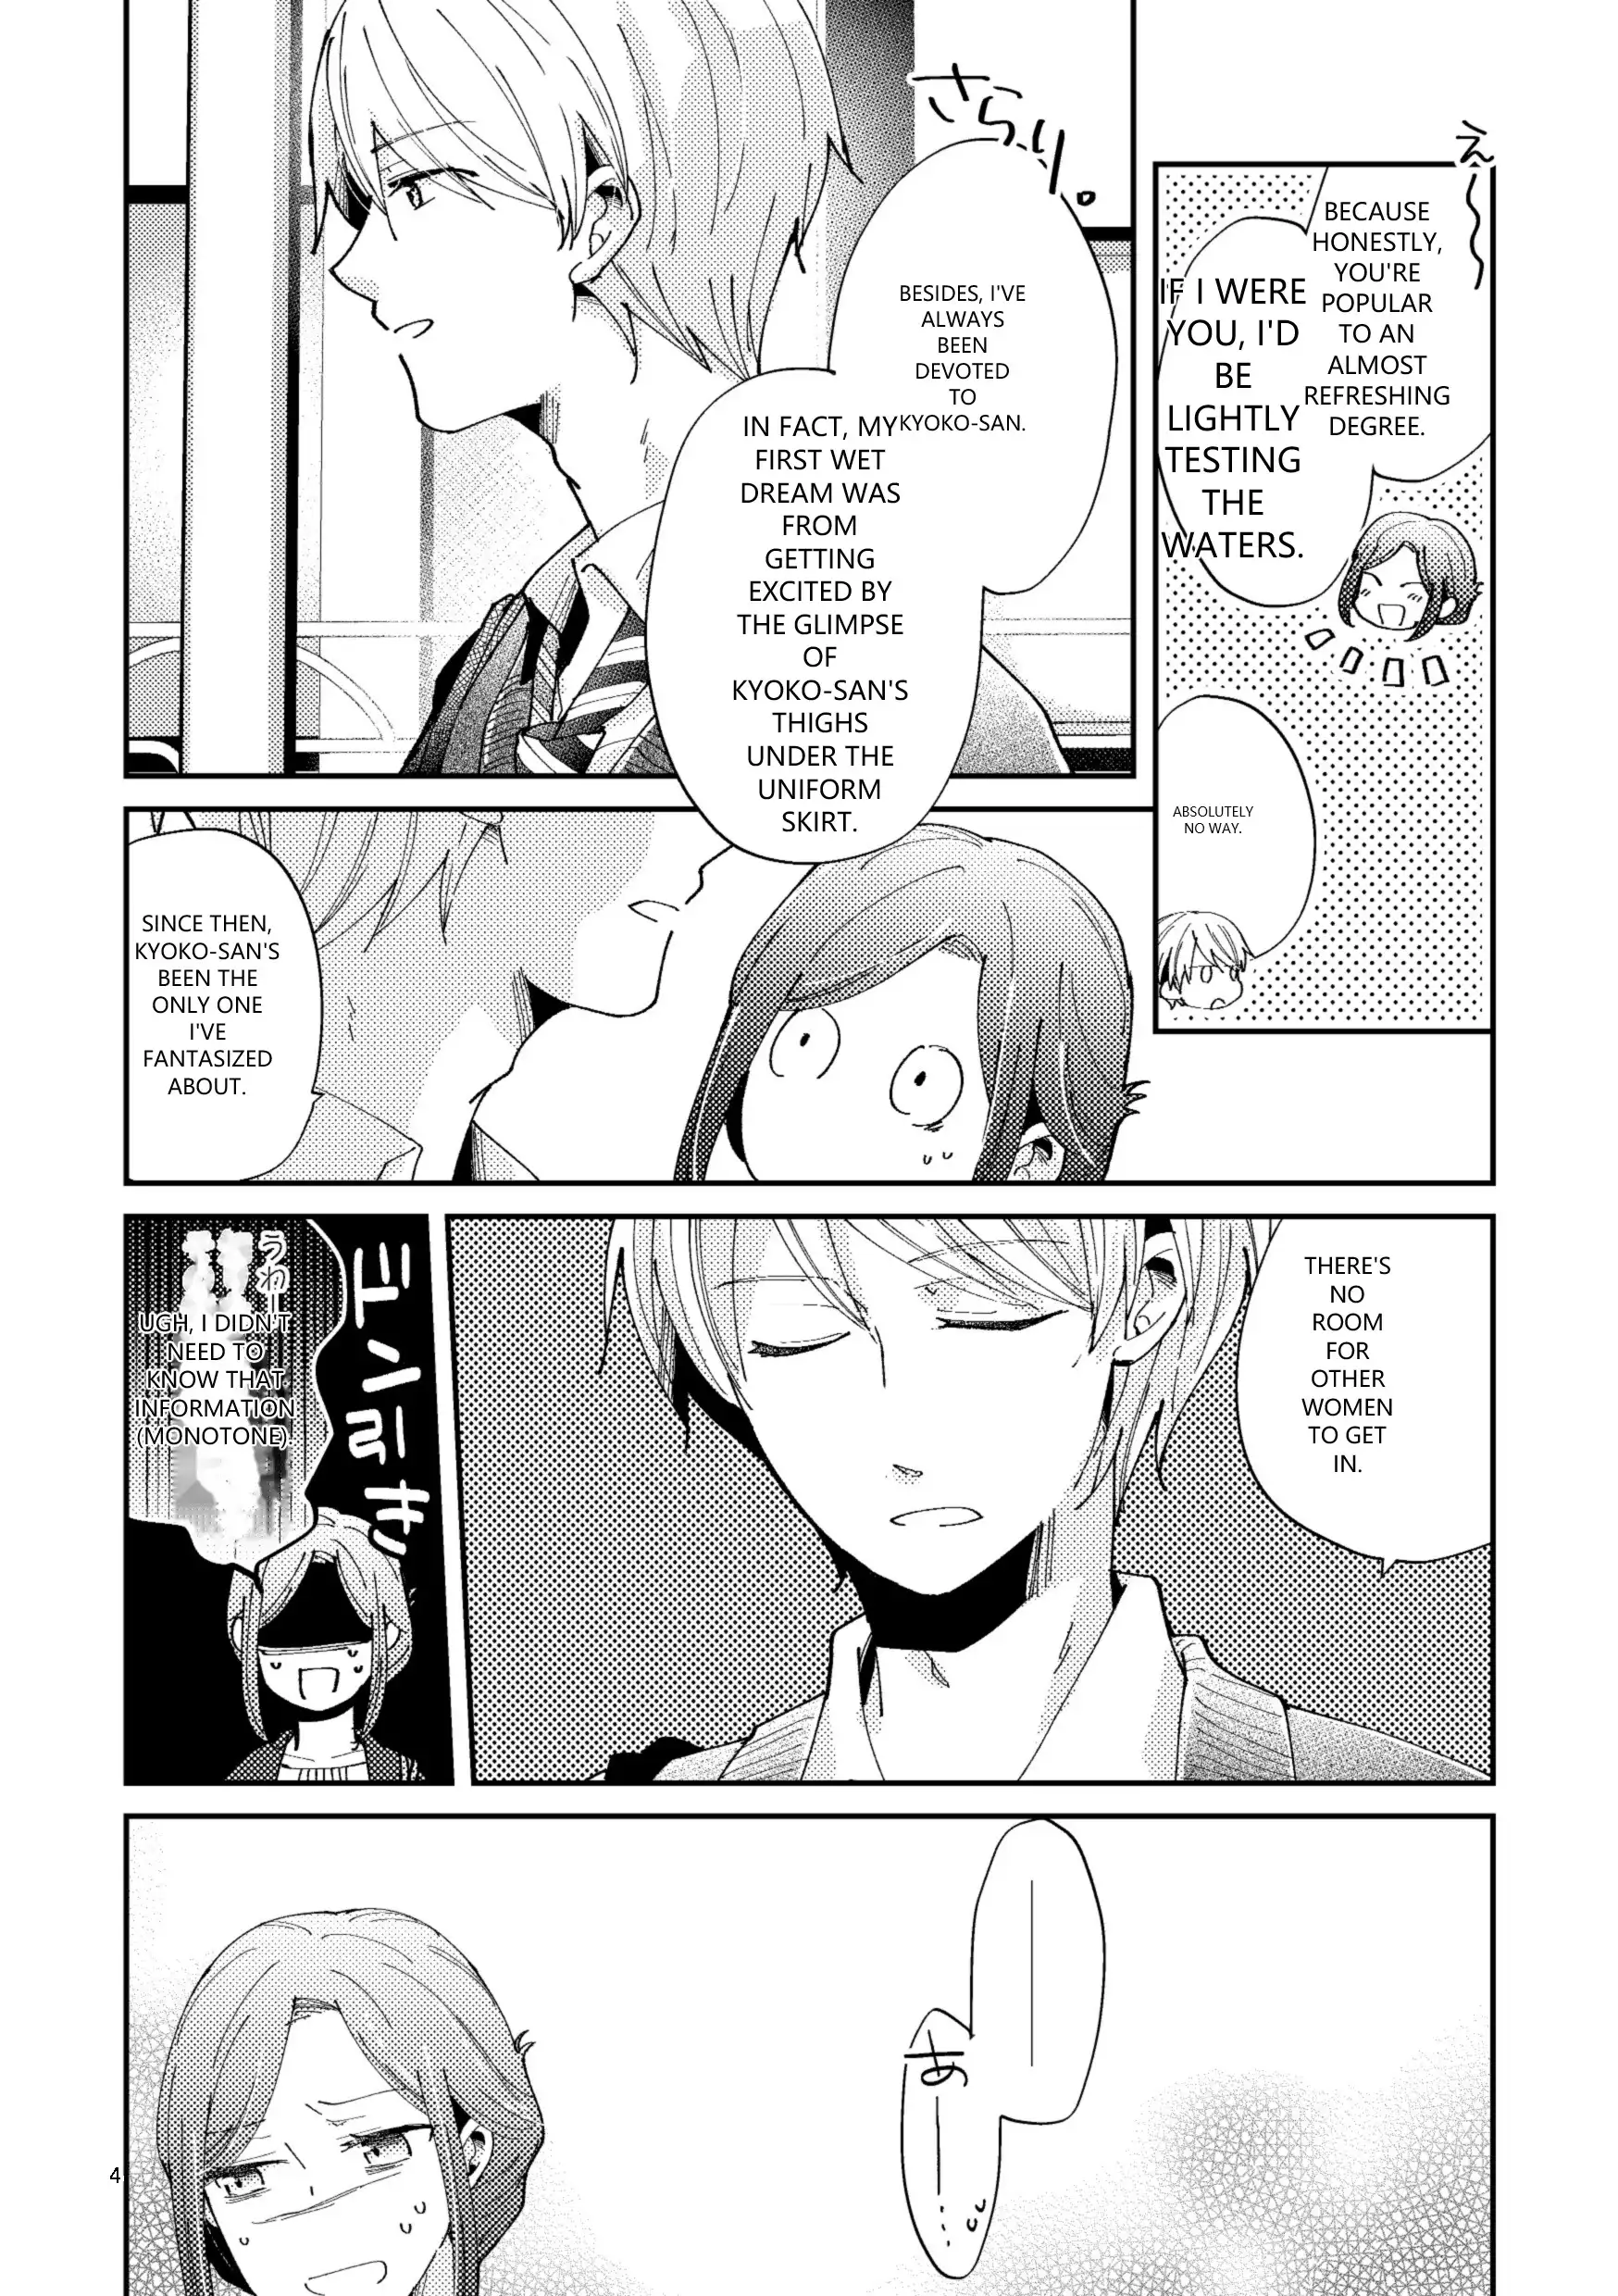 え〜
BECAUSE
HONESTLY,
YOU'RE
POPULAR
TO AN
ALMOST
REFRESHING
DEGREE.
IF I WERE
YOU, I'D
BE
LIGHTLY
TESTING
THE
WATERS.
ABSOLUTELY
NO WAY.
さらり。
BESIDES, I'VE
ALWAYS
BEEN
DEVOTED
TO
KYOKO-SAN.
IN FACT, MY
FIRST WET
DREAM WAS
FROM
GETTING
EXCITED BY
THE GLIMPSE
OF
KYOKO-SAN'S
THIGHS
UNDER THE
UNIFORM
SKIRT.
SINCE THEN,
KYOKO-SAN'S
BEEN THE
ONLY ONE
I'VE
FANTASIZED
ABOUT.
THERE'S
NO
ROOM
FOR
OTHER
WOMEN
TO GET
IN.
ドン引き
うわー
UGH, I DIDN'T
NEED TO
KNOW THAT
INFORMATION
(MONOTONE)
―
あ―…‥
4